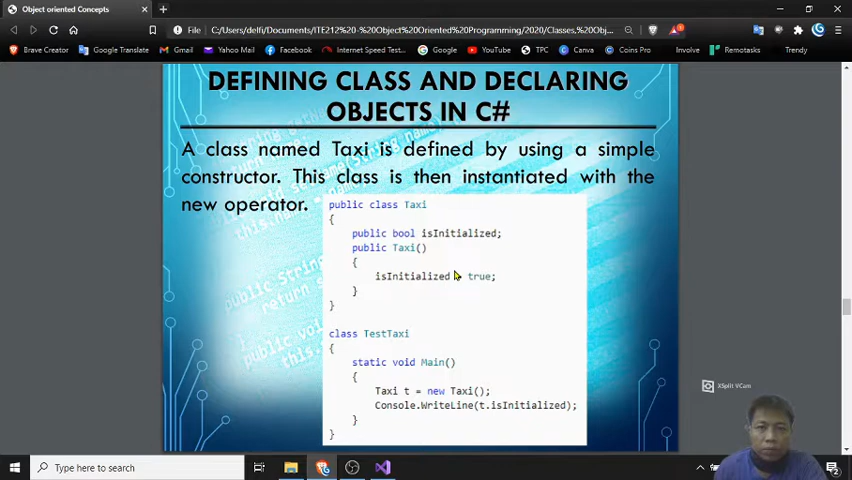 Object oriented Concepts
File
C:/Users/delfi/Documents/ITE212%20-%20Object%20Oriented%20Programming/2020/Classes,%20Obj...
Brave Creator
Google Translate
Gmail
Yahoo Mail
Facebook
Internet Speed Test...
Google
YouTube
TPC
Canva
Coins Pro
Involve
Remotasks
Trendy
DEFINING CLASS AND DECLARING
OBJECTS IN C#
A class named Taxi is defined by using a simple
constructor. This class is then instantiated with the
new operator.
public class Taxi
{
public bool isInitialized;
public Taxi()
{
isInitialized = true;
}
}
class TestTaxi
{
static void Main()
{
Taxi t = new Taxi();
Console.WriteLine(t.isInitialized);
}
}
XSplit VCam
Type here to search